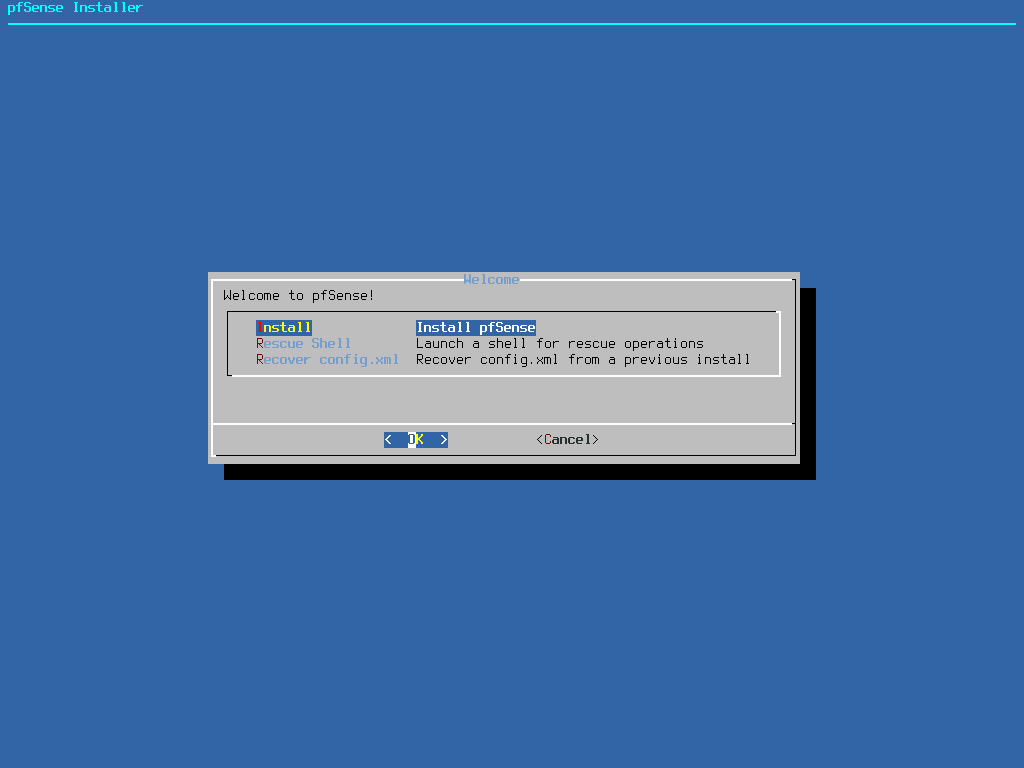 pfSense Installer
Welcome
Welcome to pfSense!
Install Install pfSense
Rescue Shell Launch a shell for rescue operations
Recover config.xml Recover config.xml from a previous install
< OK > <Cancel>